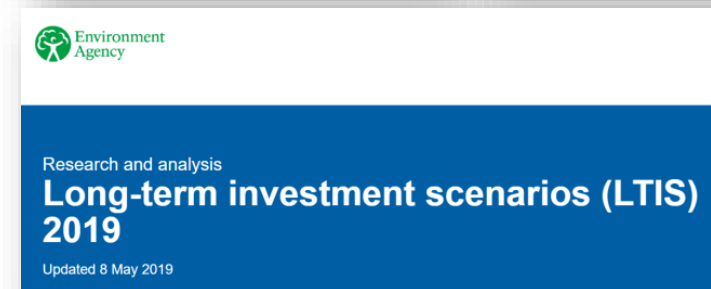 Environment
Agency
Research and analysis
Long-term investment scenarios (LTIS)
2019
Updated 8 May 2019